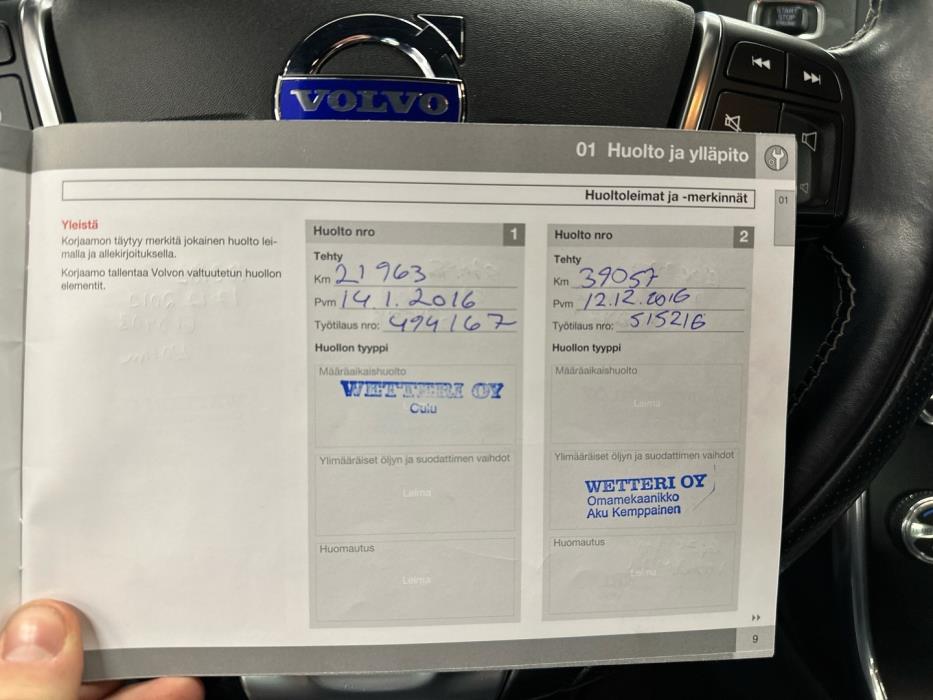 START
STOP
VOLVO
01 Huolto ja ylläpito
Huoltoleimat ja -merkinnät
01
Yleistä
Korjaamon täytyy merkitä jokainen huolto lei-
malla ja allekirjoituksella.
Korjaamo tallentaa Volvon valtuutetun huollon
elementit.
Huolto nro 1
Tehty
Km 21963
Pvm 14.1.2016
Työtilaus nro: 494167
Huollon tyyppi
Määräaikaishuolto
WETTERI OY
Oulu
Ylimääräiset öljyn ja suodattimen vaihdot
Leima
Huomautus
Leima
Huolto nro 2
Tehty
Km 39057
Pvm 12.12.2016
Työtilaus nro: 515216
Huollon tyyppi
Määräaikaishuolto
Leima
Ylimääräiset öljyn ja suodattimen vaihdot
WETTERI OY
Omamekaanikko
Aku Kemppainen
Huomautus
Leima
9